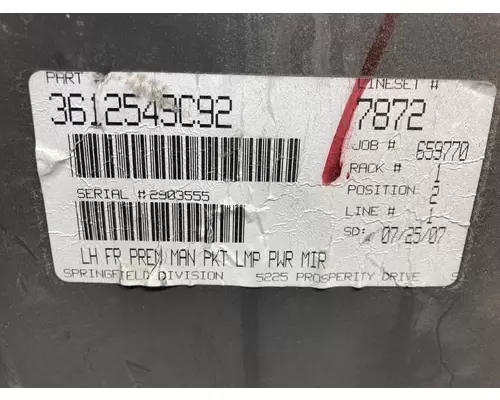 PART
LINESET #
3612549C92
7872
JOB # 659770
RACK # 1
POSITION 2
LINE # 1
SD: 07/25/07
SERIAL #2903555
LH FR PREM MAN PKT LMP PWR MIR
SPRINGFIELD DIVISION 5225 PROSPERITY DRIVE